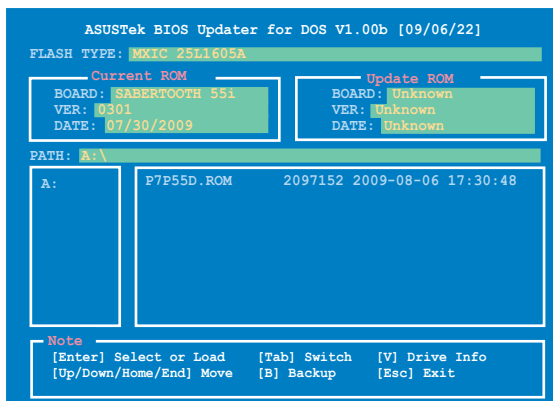 ASUSTek BIOS Updater for DOS V1.00b [09/06/22]
FLASH TYPE: MXIC 25L1605A
Current ROM
BOARD: SABERTOOTH 55i
VER: 0301
DATE: 07/30/2009
Update ROM
BOARD: Unknown
VER: Unknown
DATE: Unknown
PATH: A:\
A:
P7P55D.ROM 2097152 2009-08-06 17:30:48
Note
[Enter] Select or Load [Tab] Switch [V] Drive Info
[Up/Down/Home/End] Move [B] Backup [Esc] Exit